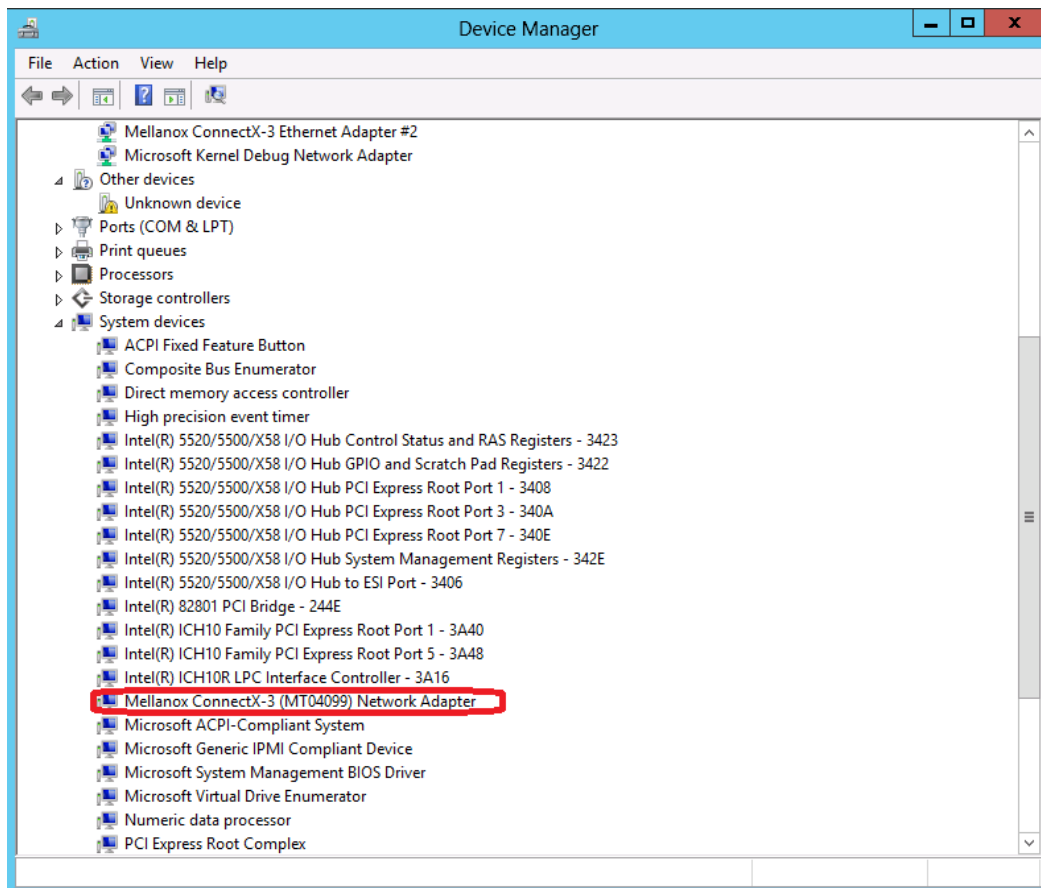 Device Manager
File Action View Help
Mellanox ConnectX-3 Ethernet Adapter #2
Microsoft Kernel Debug Network Adapter
Other devices
Unknown device
Ports (COM & LPT)
Print queues
Processors
Storage controllers
System devices
ACPI Fixed Feature Button
Composite Bus Enumerator
Direct memory access controller
High precision event timer
Intel(R) 5520/5500/X58 I/O Hub Control Status and RAS Registers - 3423
Intel(R) 5520/5500/X58 I/O Hub GPIO and Scratch Pad Registers - 3422
Intel(R) 5520/5500/X58 I/O Hub PCI Express Root Port 1 - 3408
Intel(R) 5520/5500/X58 I/O Hub PCI Express Root Port 3 - 340A
Intel(R) 5520/5500/X58 I/O Hub PCI Express Root Port 7 - 340E
Intel(R) 5520/5500/X58 I/O Hub System Management Registers - 342E
Intel(R) 5520/5500/X58 I/O Hub to ESI Port - 3406
Intel(R) 82801 PCI Bridge - 244E
Intel(R) ICH10 Family PCI Express Root Port 1 - 3A40
Intel(R) ICH10 Family PCI Express Root Port 5 - 3A48
Intel(R) ICH10R LPC Interface Controller - 3A16
Mellanox ConnectX-3 (MT04099) Network Adapter
Microsoft ACPI-Compliant System
Microsoft Generic IPMI Compliant Device
Microsoft System Management BIOS Driver
Microsoft Virtual Drive Enumerator
Numeric data processor
PCI Express Root Complex